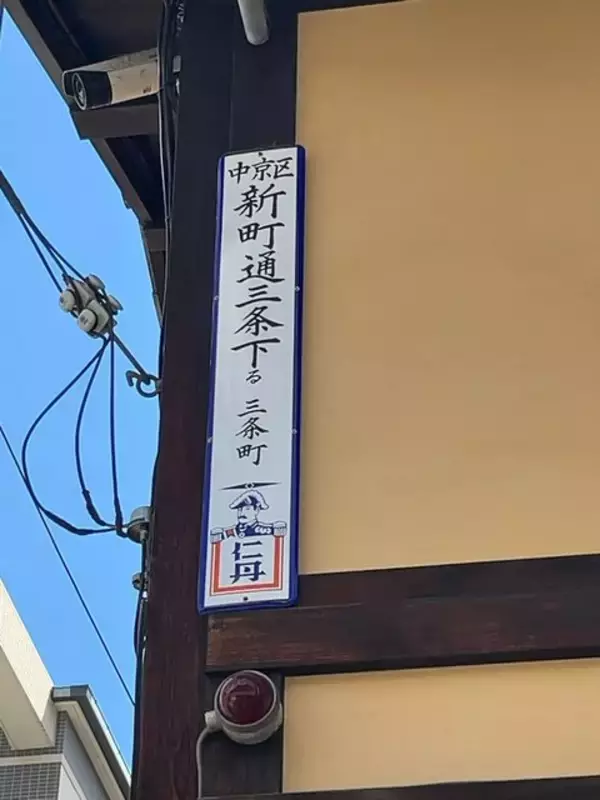 中京区
新町通三条下る 三条町
仁丹